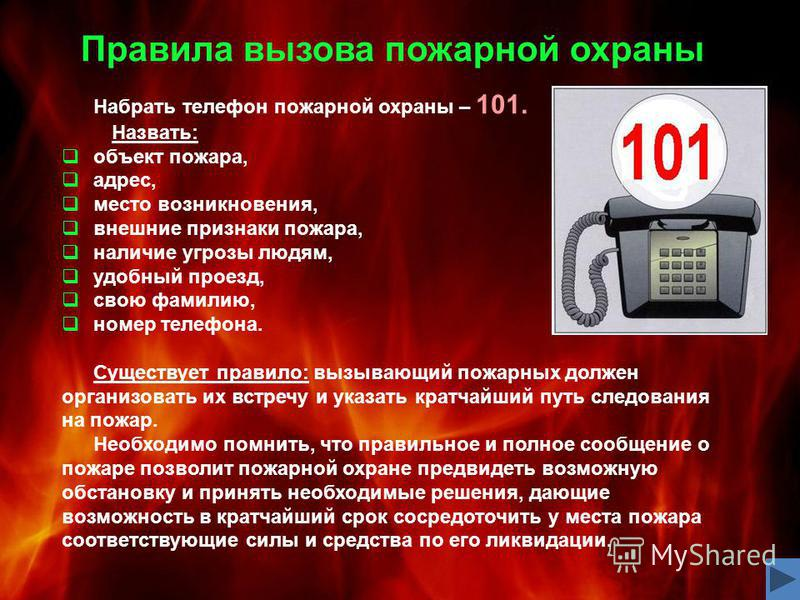 Правила вызова пожарной охраны
Набрать телефон пожарной охраны – 101.
Назвать:
объект пожара,
адрес,
место возникновения,
внешние признаки пожара,
наличие угрозы людям,
удобный проезд,
свою фамилию,
номер телефона.
101
Существует правило: вызывающий пожарных должен
организовать их встречу и указать кратчайший путь следования
на пожар.
Необходимо помнить, что правильное и полное сообщение о
пожаре позволит пожарной охране предвидеть возможную
обстановку и принять необходимые решения, дающие
возможность в кратчайший срок сосредоточить у места пожара
соответствующие силы и средства по его ликвидации.
MyShared